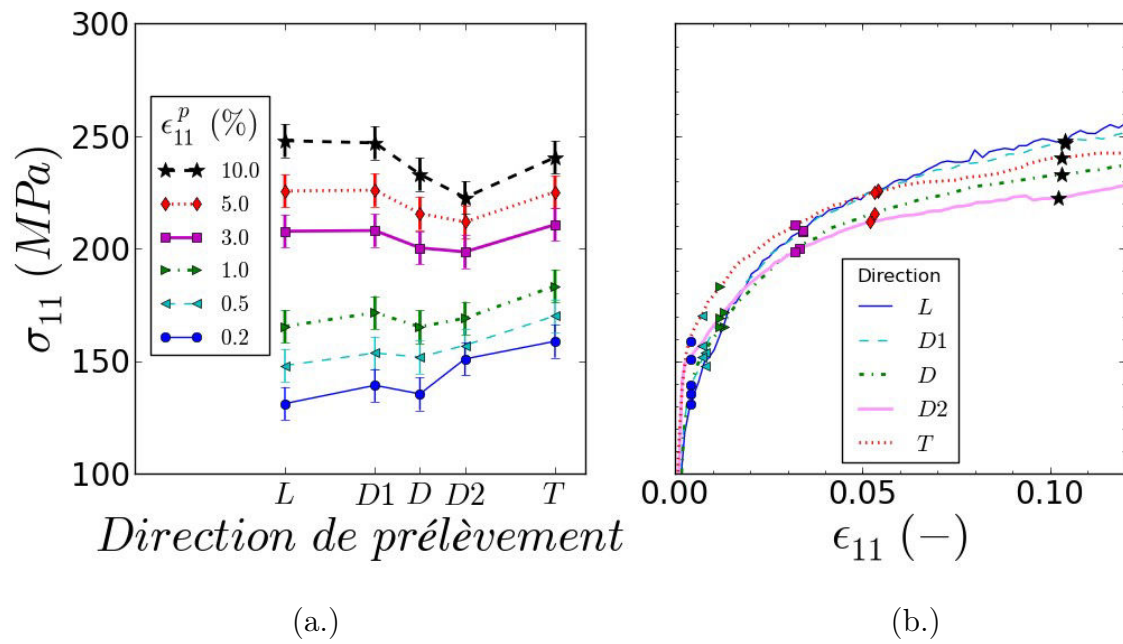 300
250
200
150
100
σ11 (MPa)
ϵ11^p (%)
10.0
5.0
3.0
1.0
0.5
0.2
L D1 D D2 T
Direction de prélèvement
(a.)
Direction
L
D1
D
D2
T
0.00 0.05 0.10
ϵ11 (−)
(b.)